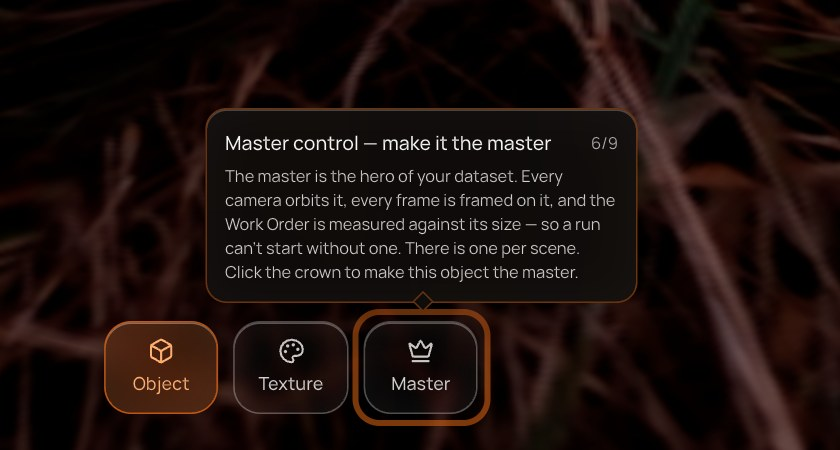 Master control — make it the master 6/9
The master is the hero of your dataset. Every
camera orbits it, every frame is framed on it, and the
Work Order is measured against its size — so a run
can't start without one. There is one per scene.
Click the crown to make this object the master.
Object Texture Master